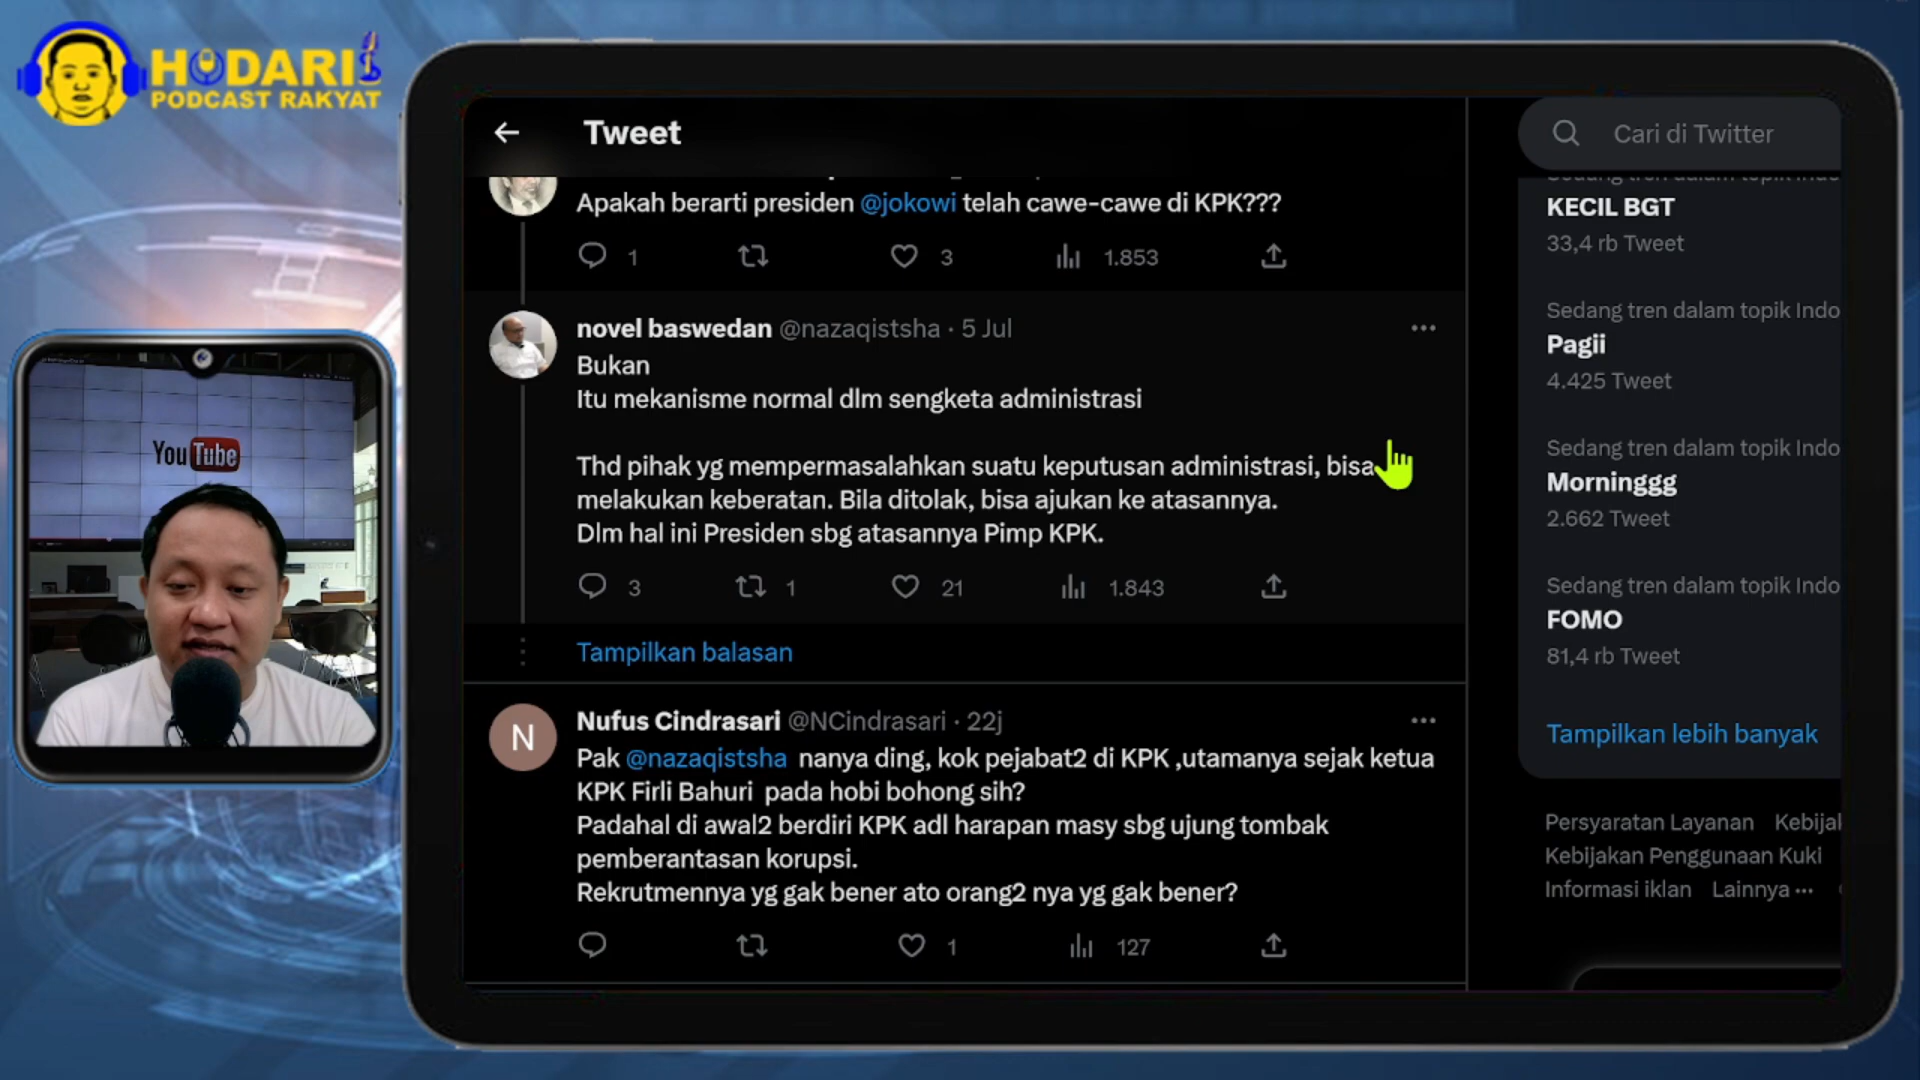 HODARI
PODCAST RAKYAT
YouTube
Tweet
Cari di Twitter
Apakah berarti presiden @jokowi telah cawe-cawe di KPK???
1 3 1.853
novel baswedan @nazaqistsha · 5 Jul
Bukan
Itu mekanisme normal dlm sengketa administrasi
Thd pihak yg mempermasalahkan suatu keputusan administrasi, bisa
melakukan keberatan. Bila ditolak, bisa ajukan ke atasannya.
Dlm hal ini Presiden sbg atasannya Pimp KPK.
3 1 21 1.843
Tampilkan balasan
N
Nufus Cindrasari @NCindrasari · 22j
Pak @nazaqistsha nanya ding, kok pejabat2 di KPK ,utamanya sejak ketua
KPK Firli Bahuri pada hobi bohong sih?
Padahal di awal2 berdiri KPK adl harapan masy sbg ujung tombak
pemberantasan korupsi.
Rekrutmennya yg gak bener ato orang2 nya yg gak bener?
1 127
KECIL BGT
33,4 rb Tweet
Sedang tren dalam topik Indo
Pagii
4.425 Tweet
Sedang tren dalam topik Indo
Morninggg
2.662 Tweet
Sedang tren dalam topik Indo
FOMO
81,4 rb Tweet
Tampilkan lebih banyak
Persyaratan Layanan Kebijak
Kebijakan Penggunaan Kuki
Informasi iklan Lainnya ···